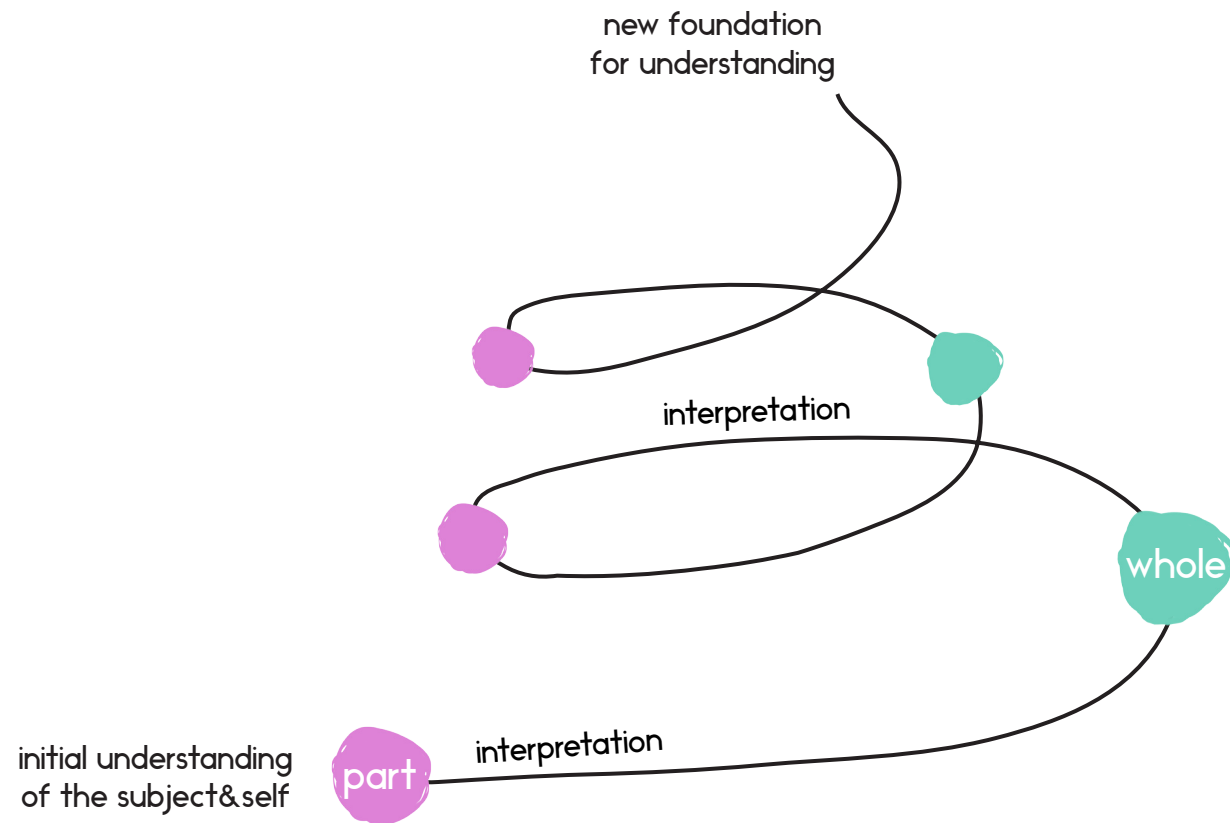 new foundation
for understanding
interpretation
whole
interpretation
initial understanding
of the subject&self
part